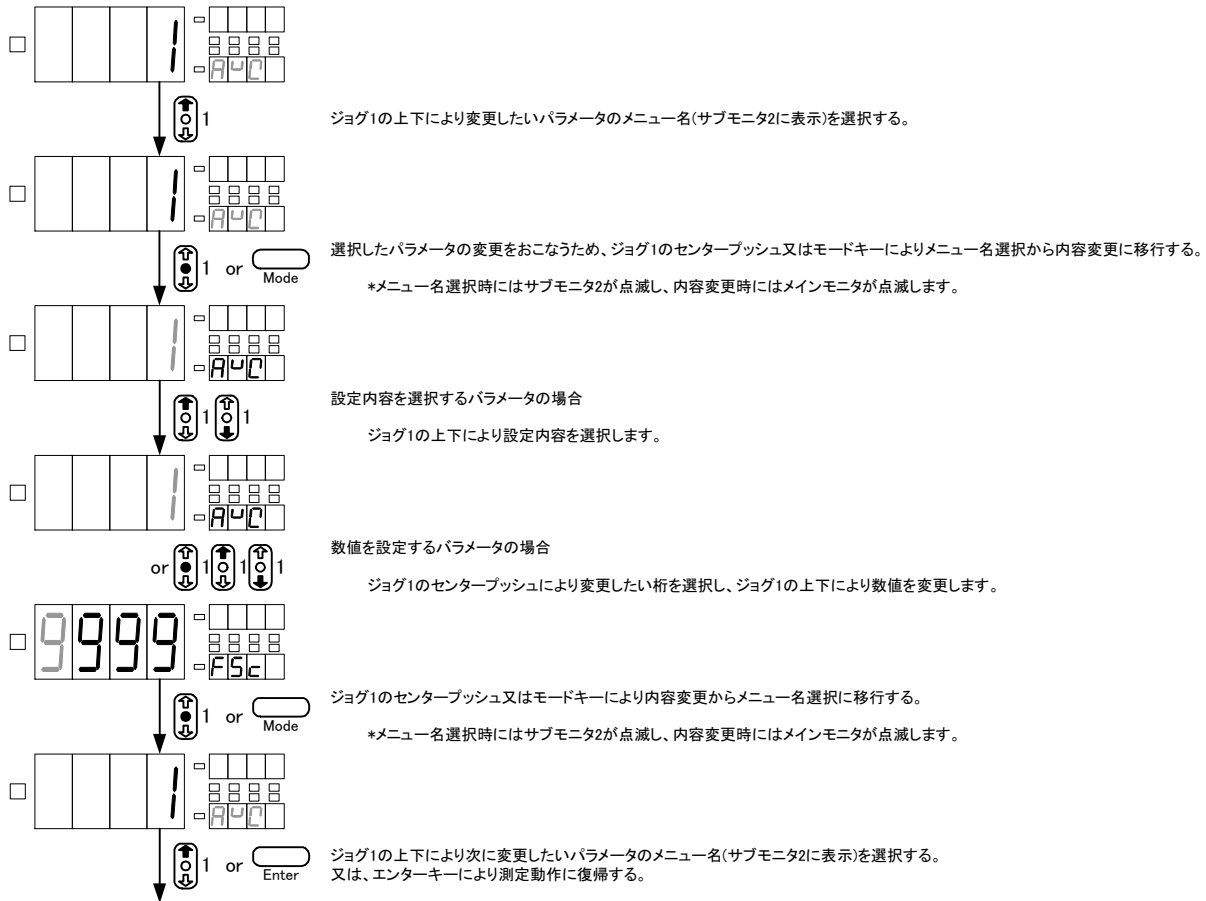 1
AUC
1
ジョグ1の上下により変更したいパラメータのメニュー名(サブモニタ2に表示)を選択する。
1
AUC
1 or Mode
選択したパラメータの変更をおこなうため、ジョグ1のセンタープッシュ又はモードキーによりメニュー名選択から内容変更に移行する。
*メニュー名選択時にはサブモニタ2が点滅し、内容変更時にはメインモニタが点滅します。
1
AUC
1 1
設定内容を選択するパラメータの場合
ジョグ1の上下により設定内容を選択します。
1
AUC
or 1 1 1
数値を設定するパラメータの場合
ジョグ1のセンタープッシュにより変更したい桁を選択し、ジョグ1の上下により数値を変更します。
9999
FSc
1 or Mode
ジョグ1のセンタープッシュ又はモードキーにより内容変更からメニュー名選択に移行する。
*メニュー名選択時にはサブモニタ2が点滅し、内容変更時にはメインモニタが点滅します。
1
AUC
1 or Enter
ジョグ1の上下により次に変更したいパラメータのメニュー名(サブモニタ2に表示)を選択する。
又は、エンターキーにより測定動作に復帰する。